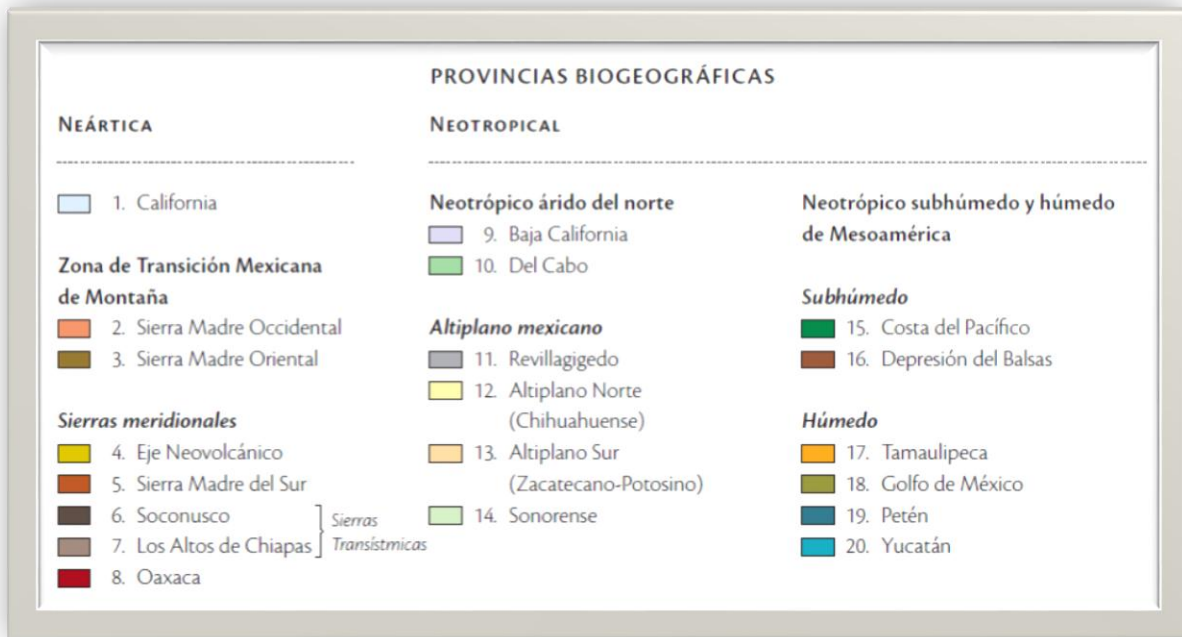 PROVINCIAS BIOGEOGRÁFICAS
NEÁRTICA
1. California
Zona de Transición Mexicana
de Montaña
2. Sierra Madre Occidental
3. Sierra Madre Oriental
Sierras meridionales
4. Eje Neovolcánico
5. Sierra Madre del Sur
6. Soconusco
7. Los Altos de Chiapas
Sierras
Transístmicas
8. Oaxaca
NEOTROPICAL
Neotrópico árido del norte
9. Baja California
10. Del Cabo
Altiplano mexicano
11. Revillagigedo
12. Altiplano Norte
(Chihuahuense)
13. Altiplano Sur
(Zacatecano-Potosino)
14. Sonorense
Neotrópico subhúmedo y húmedo
de Mesoamérica
Subhúmedo
15. Costa del Pacífico
16. Depresión del Balsas
Húmedo
17. Tamaulipeca
18. Golfo de México
19. Petén
20. Yucatán